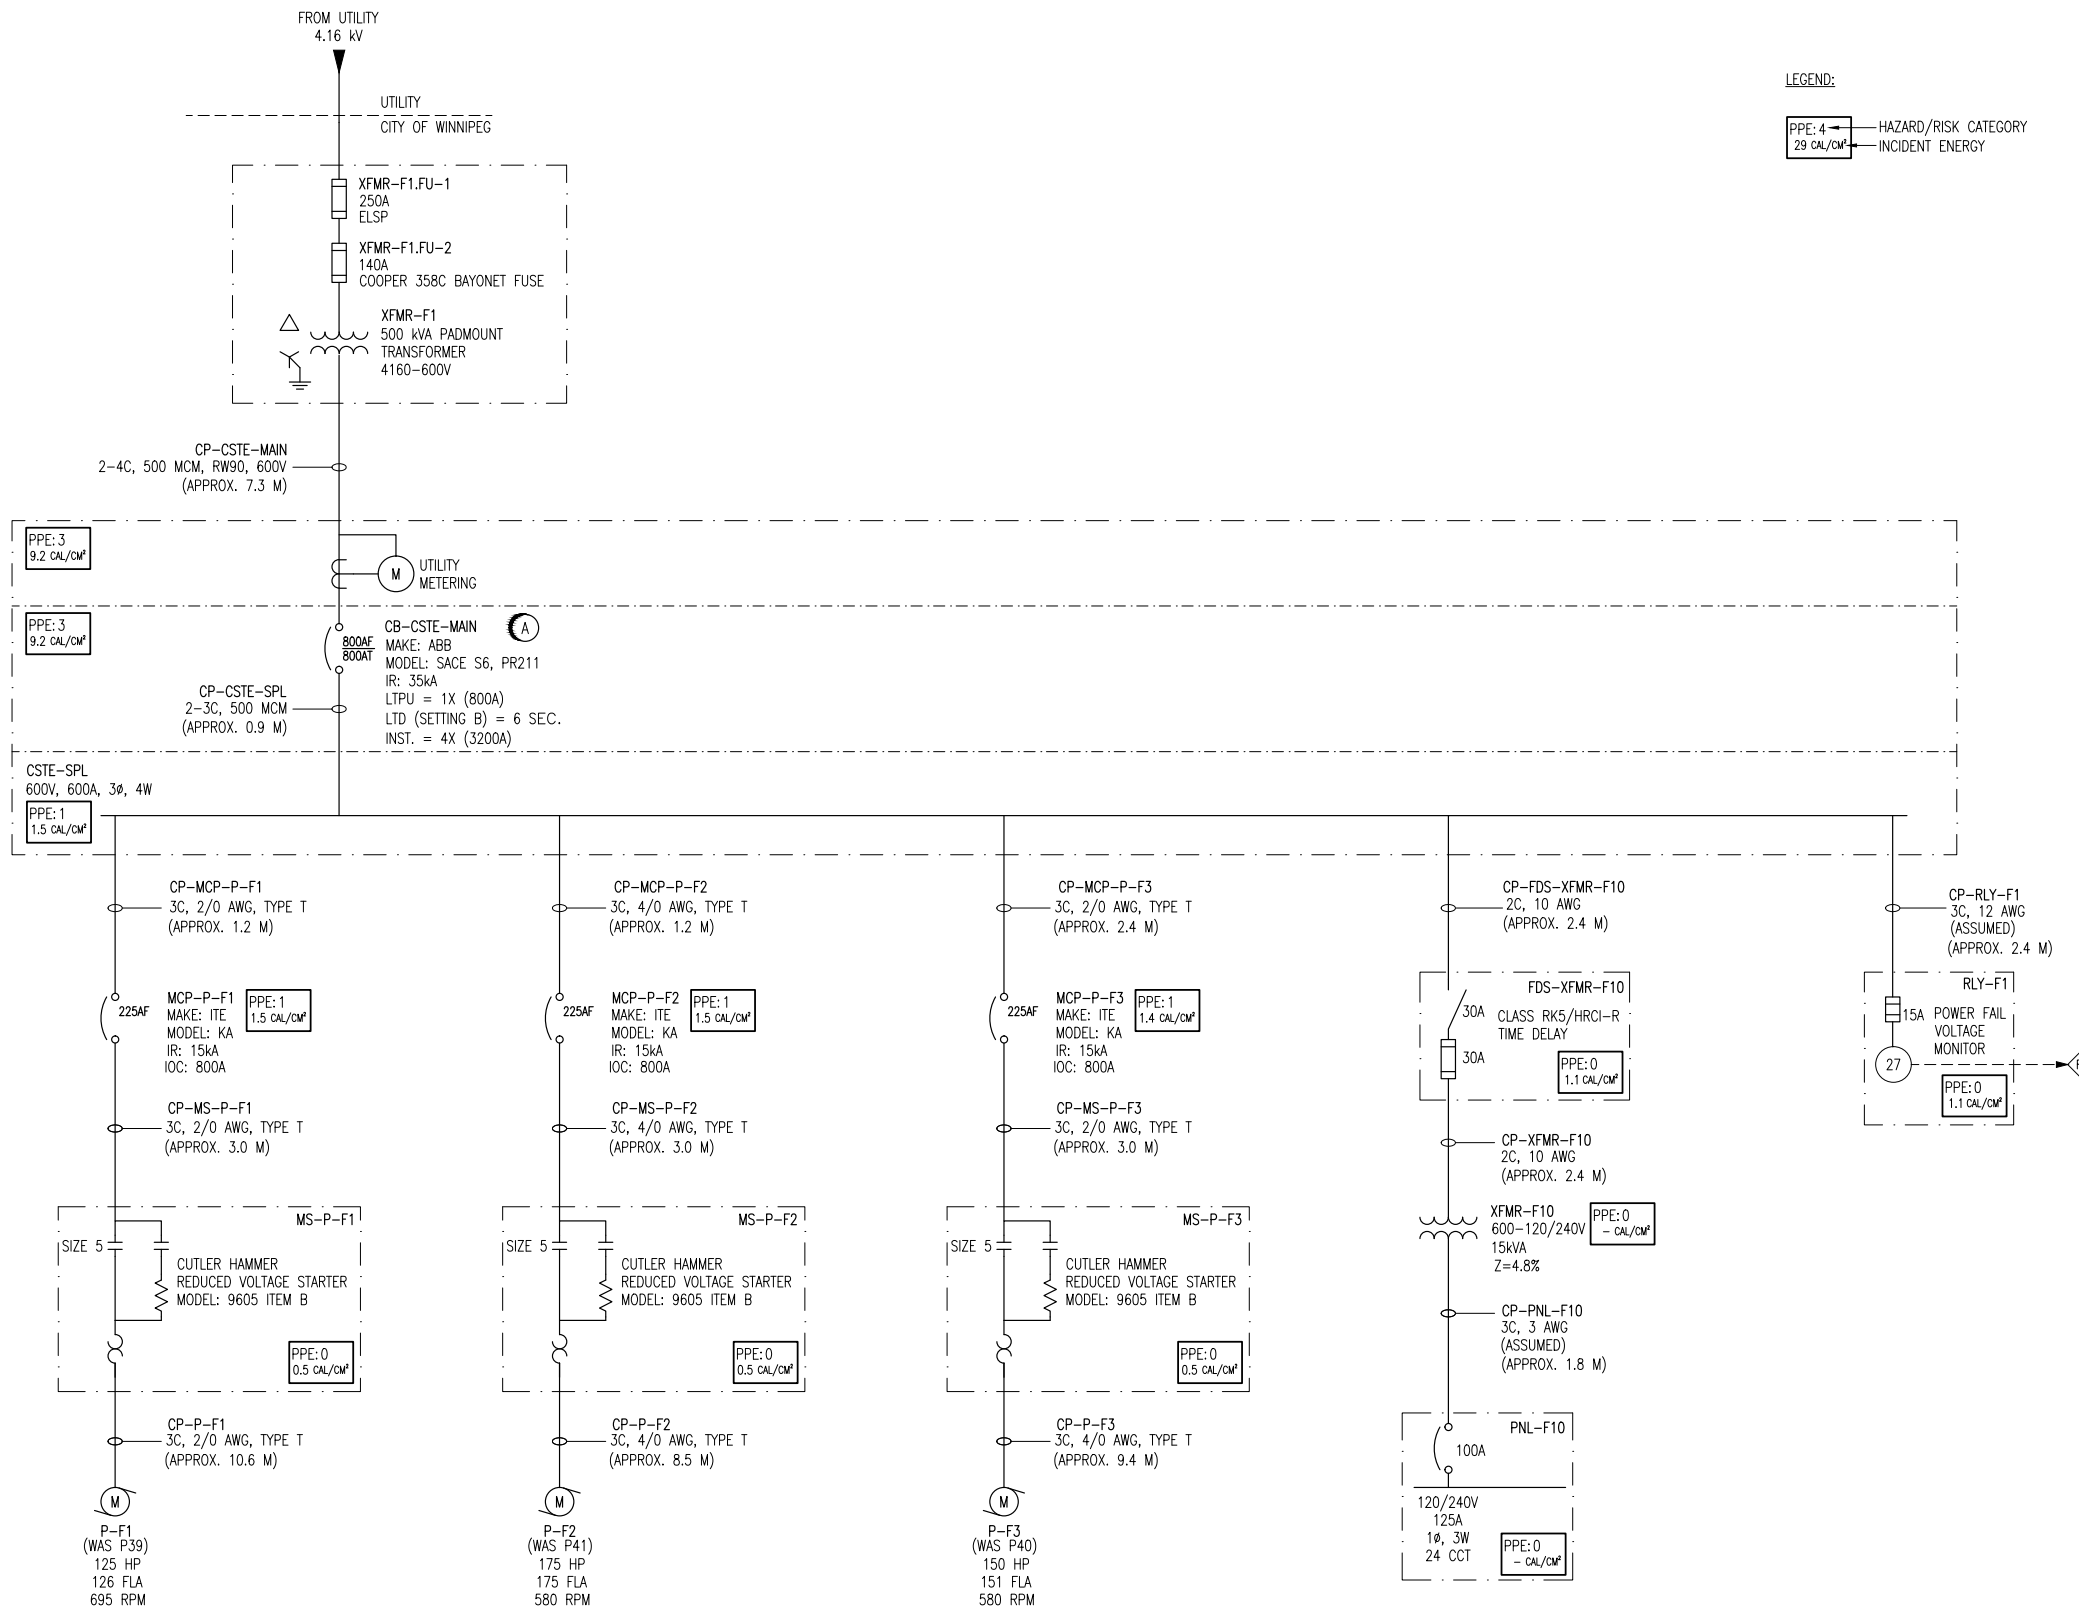 FROM UTILITY
4.16 kV
UTILITY
CITY OF WINNIPEG
LEGEND:
PPE: 4
29 CAL/CM²
HAZARD/RISK CATEGORY
INCIDENT ENERGY
XFMR-F1.FU-1
250A
ELSP
XFMR-F1.FU-2
140A
COOPER 358C BAYONET FUSE
XFMR-F1
500 kVA PADMOUNT
TRANSFORMER
4160-600V
CP-CSTE-MAIN
2-4C, 500 MCM, RW90, 600V
(APPROX. 7.3 M)
PPE: 3
9.2 CAL/CM²
M
UTILITY
METERING
PPE: 3
9.2 CAL/CM²
800AF
800AT
CB-CSTE-MAIN
A
MAKE: ABB
MODEL: SACE S6, PR211
IR: 35kA
LTPU = 1X (800A)
LTD (SETTING B) = 6 SEC.
INST. = 4X (3200A)
CP-CSTE-SPL
2-3C, 500 MCM
(APPROX. 0.9 M)
CSTE-SPL
600V, 600A, 3ø, 4W
PPE: 1
1.5 CAL/CM²
CP-MCP-P-F1
3C, 2/0 AWG, TYPE T
(APPROX. 1.2 M)
225AF
MCP-P-F1
MAKE: ITE
MODEL: KA
IR: 15kA
IOC: 800A
PPE: 1
1.5 CAL/CM²
CP-MS-P-F1
3C, 2/0 AWG, TYPE T
(APPROX. 3.0 M)
MS-P-F1
SIZE 5
CUTLER HAMMER
REDUCED VOLTAGE STARTER
MODEL: 9605 ITEM B
PPE: 0
0.5 CAL/CM²
CP-P-F1
3C, 2/0 AWG, TYPE T
(APPROX. 10.6 M)
M
P-F1
(WAS P39)
125 HP
126 FLA
695 RPM
CP-MCP-P-F2
3C, 4/0 AWG, TYPE T
(APPROX. 1.2 M)
225AF
MCP-P-F2
MAKE: ITE
MODEL: KA
IR: 15kA
IOC: 800A
PPE: 1
1.5 CAL/CM²
CP-MS-P-F2
3C, 4/0 AWG, TYPE T
(APPROX. 3.0 M)
MS-P-F2
SIZE 5
CUTLER HAMMER
REDUCED VOLTAGE STARTER
MODEL: 9605 ITEM B
PPE: 0
0.5 CAL/CM²
CP-P-F2
3C, 4/0 AWG, TYPE T
(APPROX. 8.5 M)
M
P-F2
(WAS P41)
175 HP
175 FLA
580 RPM
CP-MCP-P-F3
3C, 2/0 AWG, TYPE T
(APPROX. 2.4 M)
225AF
MCP-P-F3
MAKE: ITE
MODEL: KA
IR: 15kA
IOC: 800A
PPE: 1
1.4 CAL/CM²
CP-MS-P-F3
3C, 2/0 AWG, TYPE T
(APPROX. 3.0 M)
MS-P-F3
SIZE 5
CUTLER HAMMER
REDUCED VOLTAGE STARTER
MODEL: 9605 ITEM B
PPE: 0
0.5 CAL/CM²
CP-P-F3
3C, 4/0 AWG, TYPE T
(APPROX. 9.4 M)
M
P-F3
(WAS P40)
150 HP
151 FLA
580 RPM
CP-FDS-XFMR-F10
2C, 10 AWG
(APPROX. 2.4 M)
FDS-XFMR-F10
30A
CLASS RK5/HRCI-R
TIME DELAY
30A
PPE: 0
1.1 CAL/CM²
CP-XFMR-F10
2C, 10 AWG
(APPROX. 2.4 M)
XFMR-F10
600-120/240V
15kVA
Z=4.8%
PPE: 0
- CAL/CM²
CP-PNL-F10
3C, 3 AWG
(ASSUMED)
(APPROX. 1.8 M)
PNL-F10
100A
120/240V
125A
1ø, 3W
24 CCT
PPE: 0
- CAL/CM²
CP-RLY-F1
3C, 12 AWG
(ASSUMED)
(APPROX. 2.4 M)
RLY-F1
15A
POWER FAIL
VOLTAGE
MONITOR
27
PPE: 0
1.1 CAL/CM²